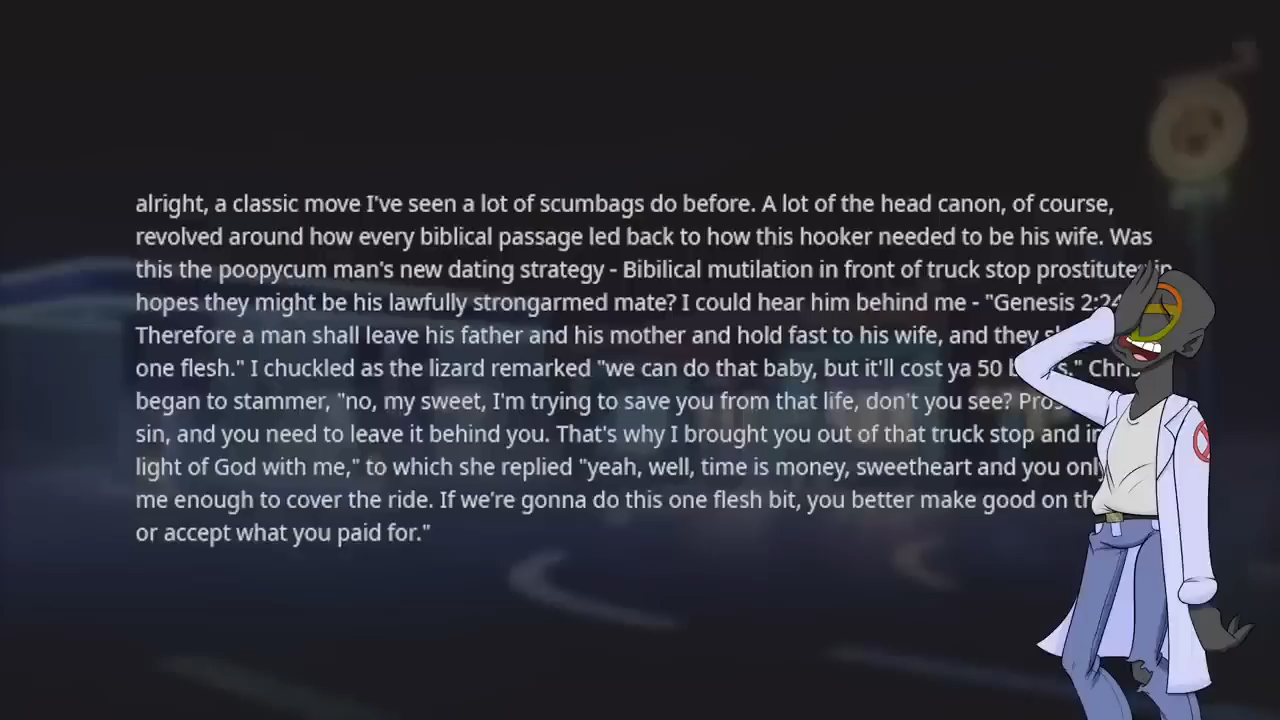 alright, a classic move I've seen a lot of scumbags do before. A lot of the head canon, of course,
revolved around how every biblical passage led back to how this hooker needed to be his wife. Was
this the poopycum man's new dating strategy - Bibilical mutilation in front of truck stop prostitutes in
hopes they might be his lawfully strongarmed mate? I could hear him behind me - "Genesis 2:24
Therefore a man shall leave his father and his mother and hold fast to his wife, and they
one flesh." I chuckled as the lizard remarked "we can do that baby, but it'll cost ya 50
began to stammer, "no, my sweet, I'm trying to save you from that life, don't you see?
sin, and you need to leave it behind you. That's why I brought you out of that truck stop and
light of God with me," to which she replied "yeah, well, time is money, sweetheart and you only
me enough to cover the ride. If we're gonna do this one flesh bit, you better make good on
or accept what you paid for."